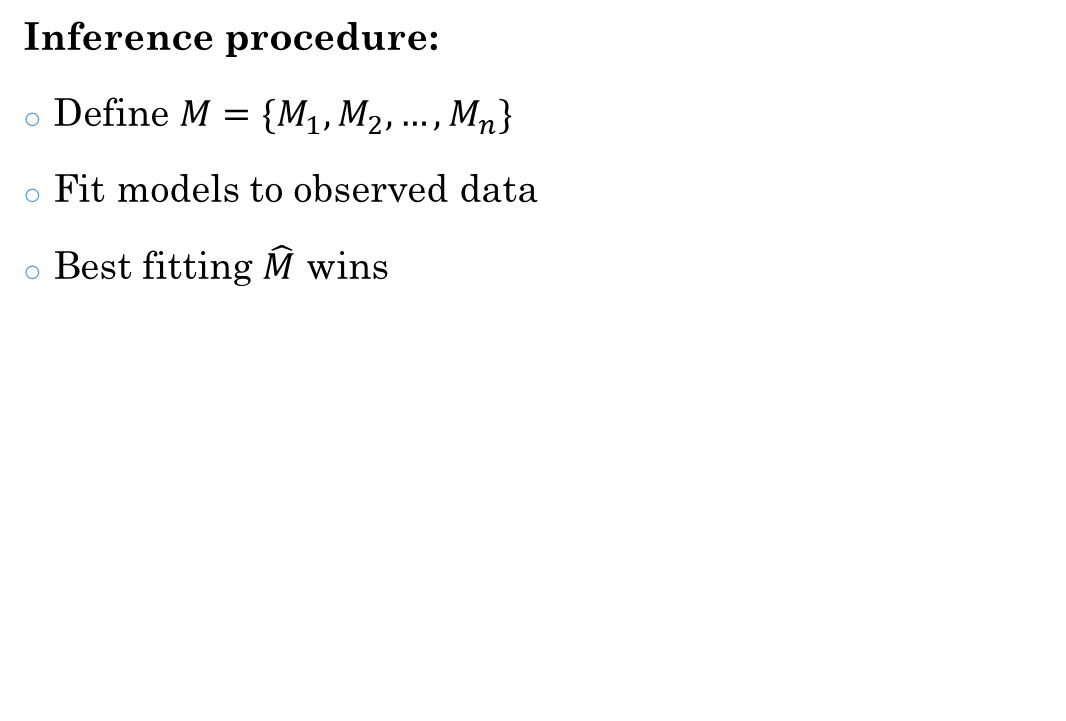 Inference procedure:
○ Define M = {M₁, M₂, …, Mₙ}
○ Fit models to observed data
○ Best fitting M̂ wins